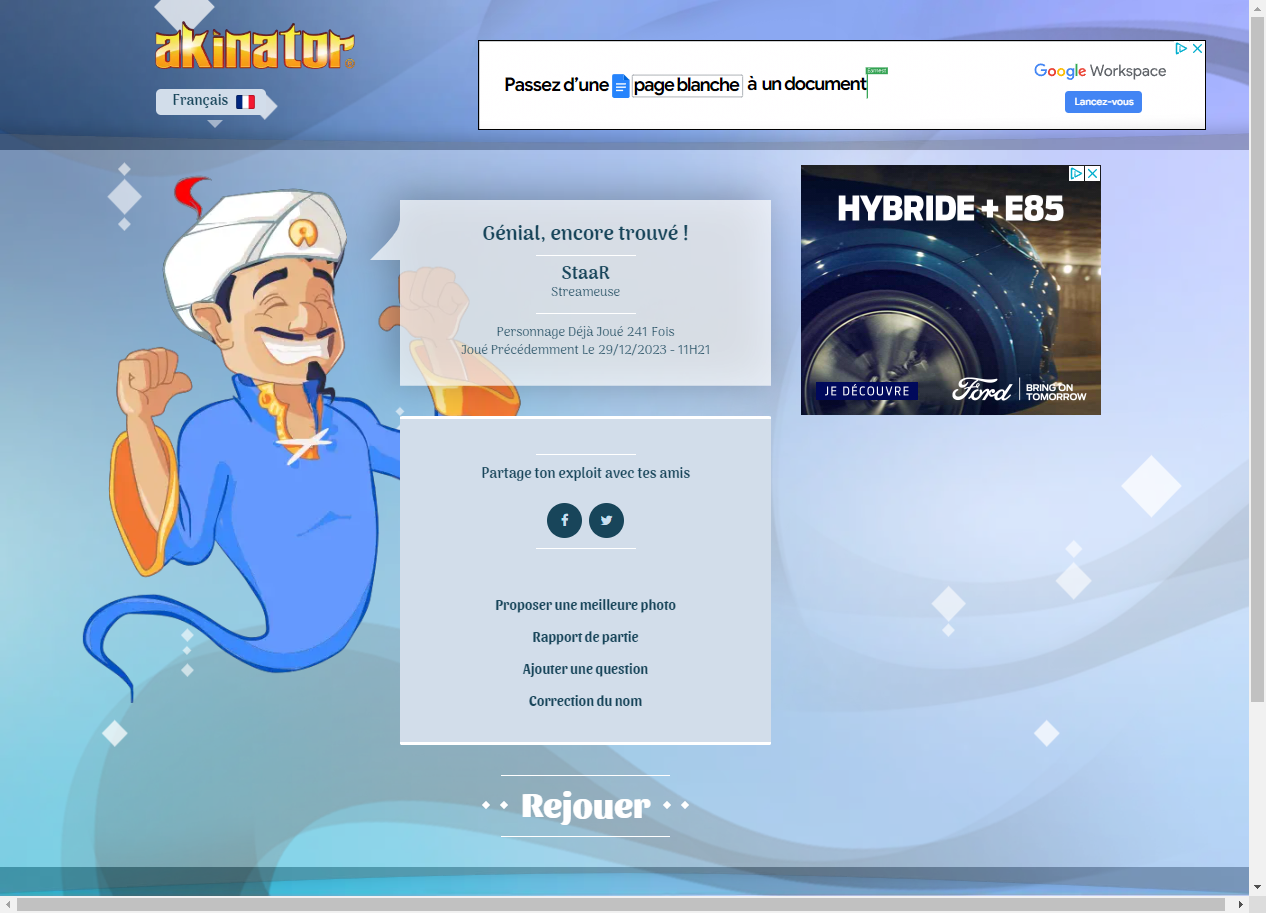 akinator
Français
Passez d'une page blanche à un document
Earnest
Google Workspace
Lancez-vous
Génial, encore trouvé !
StaaR
Streameuse
Personnage Déjà Joué 241 Fois
Joué Précédemment Le 29/12/2023 - 11H21
HYBRIDE + E85
JE DÉCOUVRE
Ford
BRING ON
TOMORROW
Partage ton exploit avec tes amis
Proposer une meilleure photo
Rapport de partie
Ajouter une question
Correction du nom
Rejouer